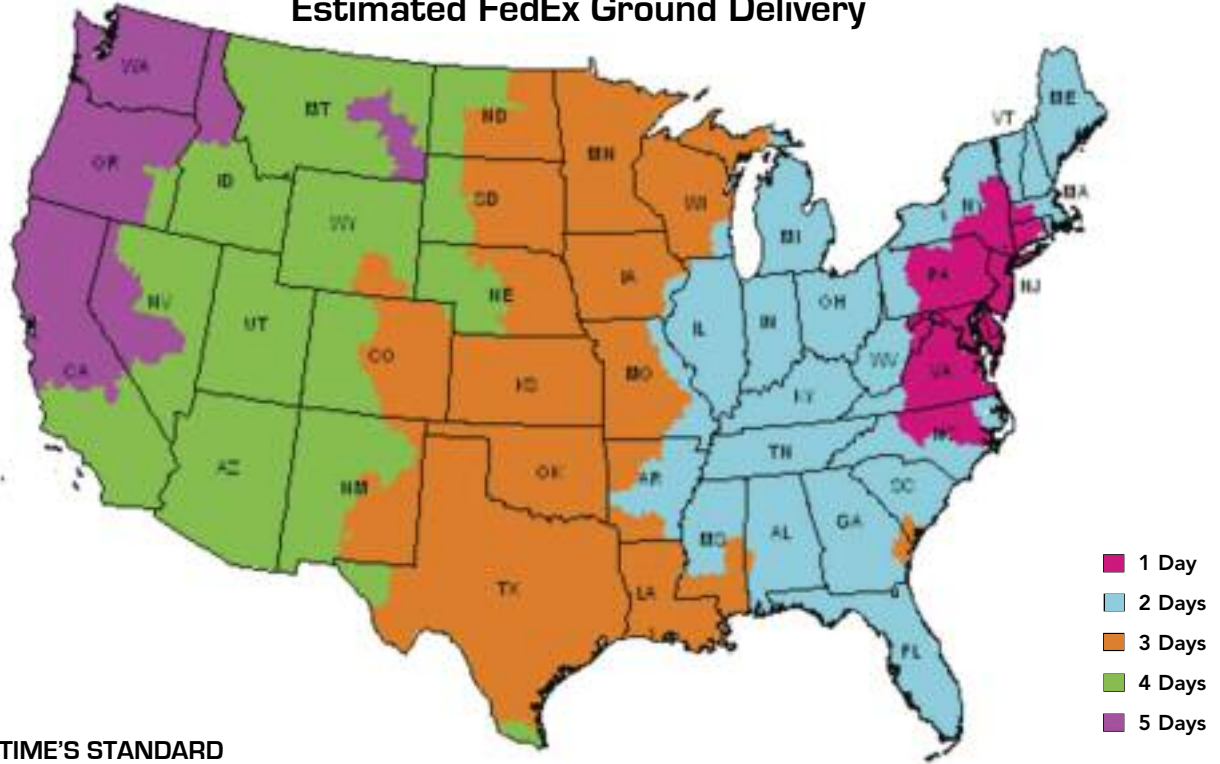 Estimated FedEx Ground Delivery
WA
MT
ND
MN
ME
VT
OR
ID
SD
WI
MA
WY
MI
PA
NJ
NV
UT
NE
IA
IL
IN
OH
WV
VA
CA
CO
KS
MO
KY
NC
AZ
NM
OK
AR
TN
SC
TX
LA
MS
AL
GA
FL
1 Day
2 Days
3 Days
4 Days
5 Days
TIME'S STANDARD